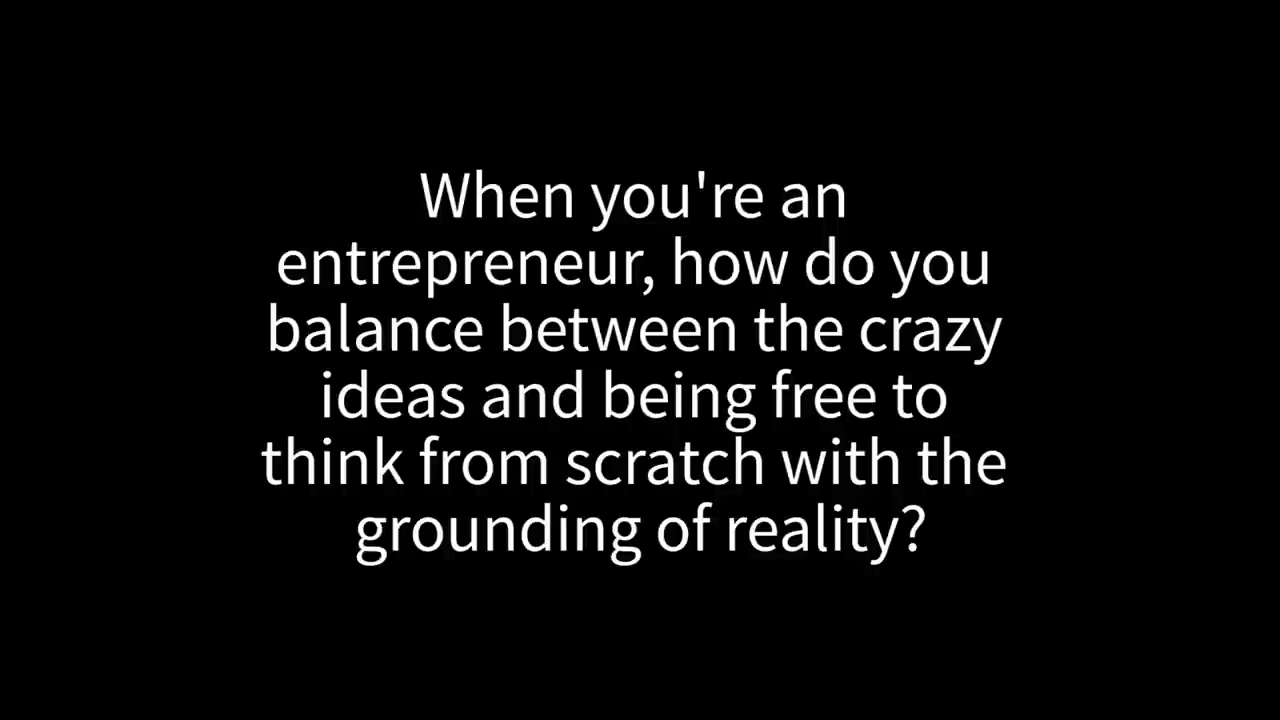 When you're an
entrepreneur, how do you
balance between the crazy
ideas and being free to
think from scratch with the
grounding of reality?